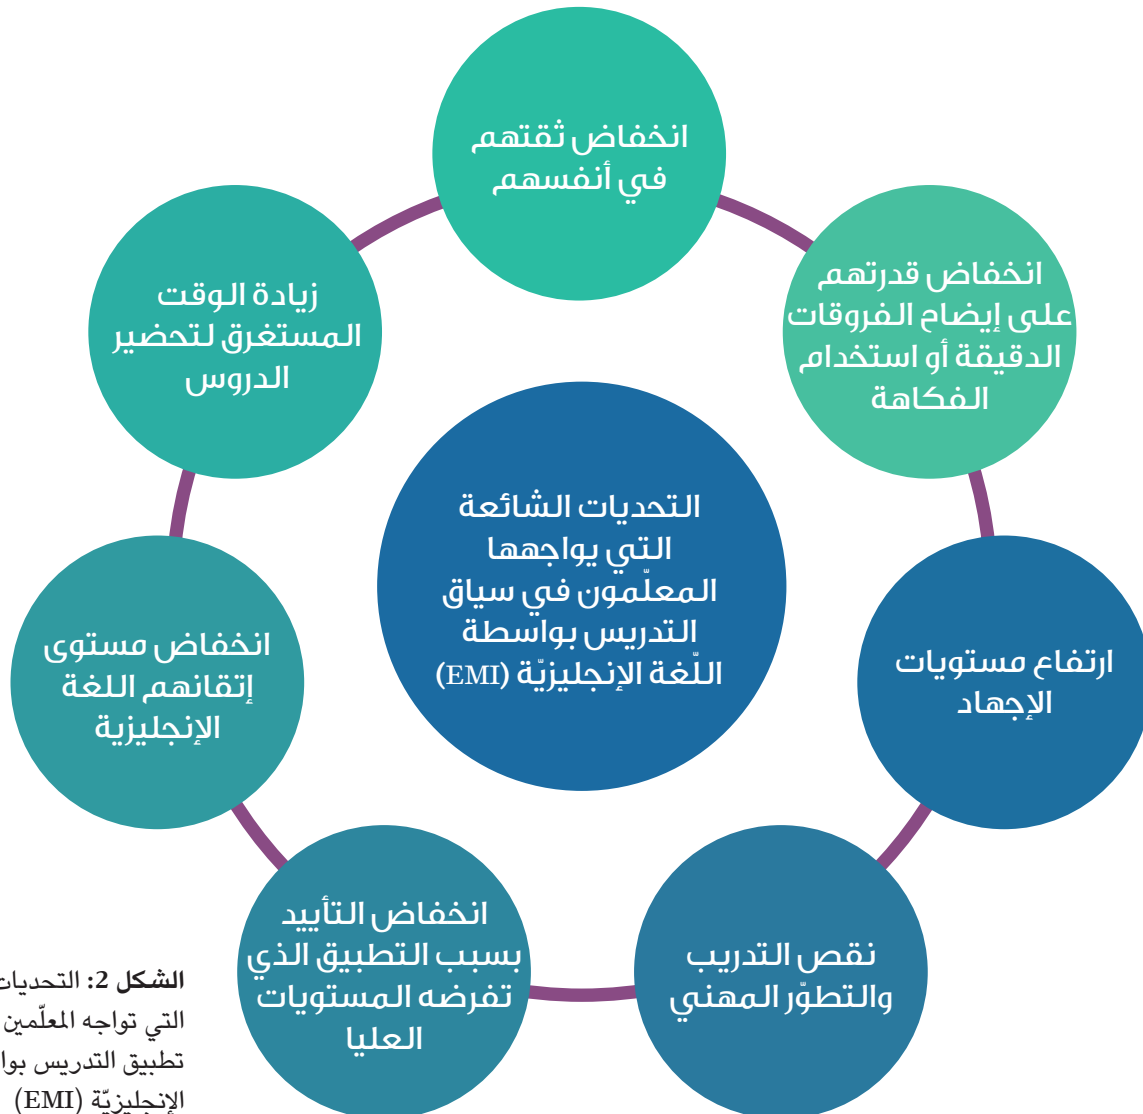 انخفاض ثقتهم
في أنفسهم
انخفاض قدرتهم
على إيضاح الفروقات
الدقيقة أو استخدام
الفكاهة
زيادة الوقت
المستغرق لتحضير
الدروس
التحديات الشائعة
التي يواجهها
المعلّمون في سياق
التدريس بواسطة
اللّغة الإنجليزيّة (EMI)
ارتفاع مستويات
الإجهاد
انخفاض مستوى
إتقانهم اللغة
الإنجليزية
نقص التدريب
والتطوّر المهني
انخفاض التأييد
بسبب التطبيق الذي
تفرضه المستويات
العليا
الشكل 2: التحديات
التي تواجه المعلّمين
تطبيق التدريس
الإنجليزيّة (EMI)